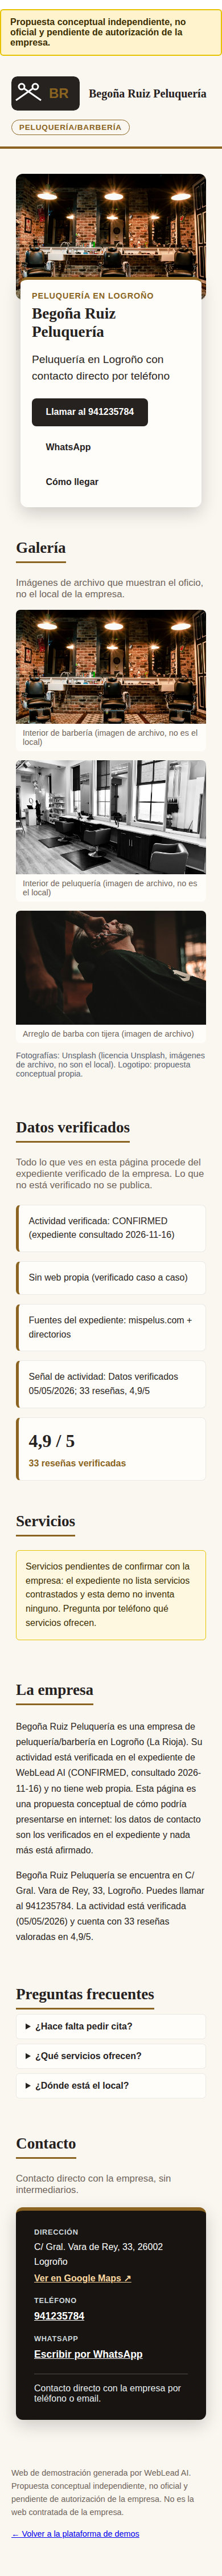 Propuesta conceptual independiente, no
oficial y pendiente de autorización de la
empresa.
BR
Begoña Ruiz Peluquería
PELUQUERÍA/BARBERÍA
PELUQUERÍA EN LOGROÑO
Begoña Ruiz
Peluquería
Peluquería en Logroño con
contacto directo por teléfono
Llamar al 941235784
WhatsApp
Cómo llegar
Galería
Imágenes de archivo que muestran el oficio,
no el local de la empresa.
Interior de barbería (imagen de archivo, no es el
local)
Interior de peluquería (imagen de archivo, no es
el local)
Arreglo de barba con tijera (imagen de archivo)
Fotografías: Unsplash (licencia Unsplash, imágenes
de archivo, no son el local). Logotipo: propuesta
conceptual propia.
Datos verificados
Todo lo que ves en esta página procede del
expediente verificado de la empresa. Lo que
no está verificado no se publica.
Actividad verificada: CONFIRMED
(expediente consultado 2026-11-16)
Sin web propia (verificado caso a caso)
Fuentes del expediente: mispelus.com +
directorios
Señal de actividad: Datos verificados
05/05/2026; 33 reseñas, 4,9/5
4,9 / 5
33 reseñas verificadas
Servicios
Servicios pendientes de confirmar con la
empresa: el expediente no lista servicios
contrastados y esta demo no inventa
ninguno. Pregunta por teléfono qué
servicios ofrecen.
La empresa
Begoña Ruiz Peluquería es una empresa de
peluquería/barbería en Logroño (La Rioja). Su
actividad está verificada en el expediente de
WebLead AI (CONFIRMED, consultado 2026-
11-16) y no tiene web propia. Esta página es
una propuesta conceptual de cómo podría
presentarse en internet: los datos de contacto
son los verificados en el expediente y nada
más está afirmado.
Begoña Ruiz Peluquería se encuentra en C/
Gral. Vara de Rey, 33, Logroño. Puedes llamar
al 941235784. La actividad está verificada
(05/05/2026) y cuenta con 33 reseñas
valoradas en 4,9/5.
Preguntas frecuentes
▶ ¿Hace falta pedir cita?
▶ ¿Qué servicios ofrecen?
▶ ¿Dónde está el local?
Contacto
Contacto directo con la empresa, sin
intermediarios.
DIRECCIÓN
C/ Gral. Vara de Rey, 33, 26002
Logroño
Ver en Google Maps ↗
TELÉFONO
941235784
WHATSAPP
Escribir por WhatsApp
Contacto directo con la empresa por
teléfono o email.
Web de demostración generada por WebLead AI.
Propuesta conceptual independiente, no oficial y
pendiente de autorización de la empresa. No es la
web contratada de la empresa.
← Volver a la plataforma de demos